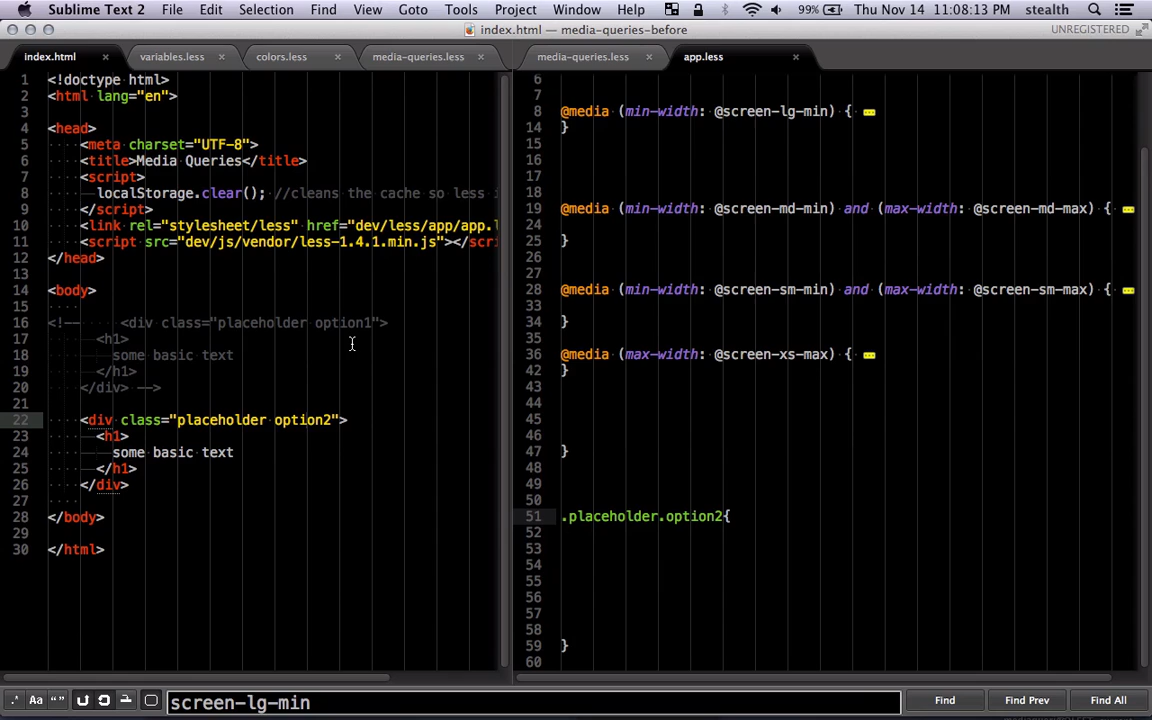 Sublime Text 2 File Edit Selection Find View Goto Tools Project Window Help 99% Thu Nov 14 11:08:13 PM stealth
index.html — media-queries-before UNREGISTERED
index.html × variables.less × colors.less × media-queries.less × media-queries.less × app.less ×
1 <!doctype html>
2 <html lang="en">
3
4 <head>
5 <meta charset="UTF-8">
6 <title>Media Queries</title>
7 <script>
8 localStorage.clear(); //cleans the cache so less
9 </script>
10 <link rel="stylesheet/less" href="dev/less/app/app.l
11 <script src="dev/js/vendor/less-1.4.1.min.js"></scri
12 </head>
13
14 <body>
15
16 <!-- <div class="placeholder option1">
17 <h1>
18 some basic text
19 </h1>
20 </div> -->
21
22 <div class="placeholder option2">
23 <h1>
24 some basic text
25 </h1>
26 </div>
27
28 </body>
29
30 </html>
6
7
8 @media (min-width: @screen-lg-min) {
14 }
15
16
17
18
19 @media (min-width: @screen-md-min) and (max-width: @screen-md-max) {
24
25 }
26
27
28 @media (min-width: @screen-sm-min) and (max-width: @screen-sm-max) {
33
34 }
35
36 @media (max-width: @screen-xs-max) {
42 }
43
44
45
46
47 }
48
49
50
51 .placeholder.option2{
52
53
54
55
56
57
58
59 }
60
.* Aa “” screen-lg-min Find Find Prev Find All